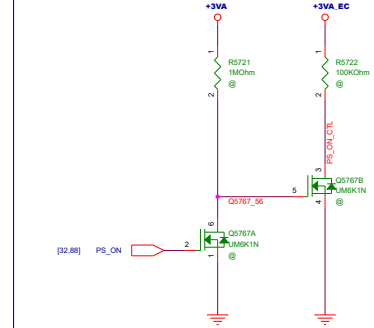 +3VA
+3VA_EC
1
R5721
1MOhm
@
2
1
R5722
100KOhm
@
2
PS_ON_CTL
3
Q5767B
UM6K1N
@
5
4
Q5767_56
6
Q5767A
UM6K1N
@
2
1
[32,88] PS_ON